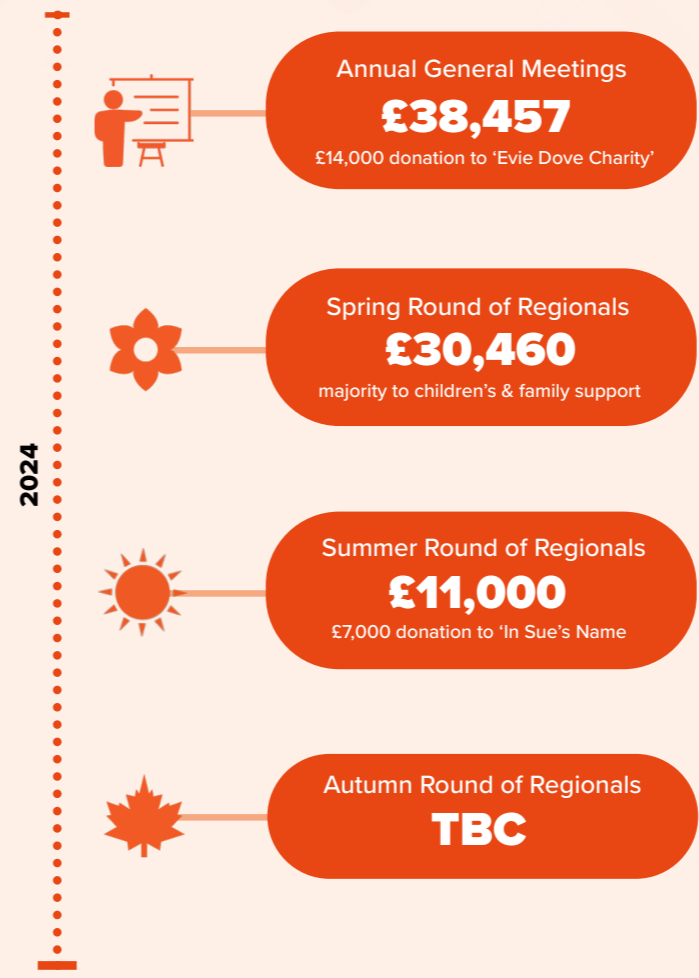 Annual General Meetings
£38,457
£14,000 donation to ‘Evie Dove Charity’
Spring Round of Regionals
£30,460
majority to children’s & family support
2024
Summer Round of Regionals
£11,000
£7,000 donation to ‘In Sue’s Name
Autumn Round of Regionals
TBC